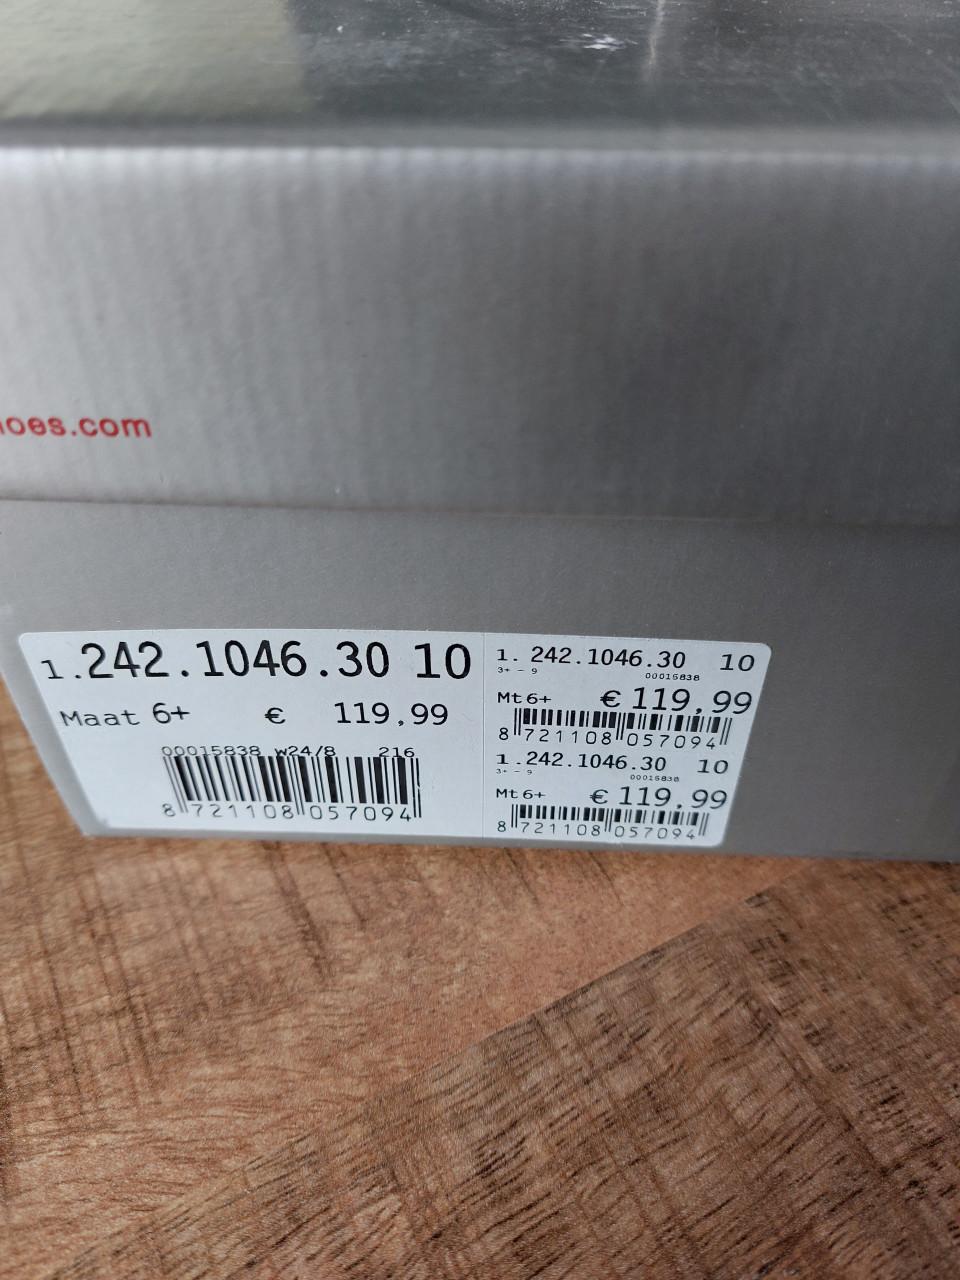 oes.com
1.242.1046.30 10
Maat 6+ € 119,99
00015838 w24/8 216
8 721108 057094
1. 242.1046.30 10
3+ - 9 00015838
Mt 6+ € 119,99
8 721108 057094
1.242.1046.30 10
3+ - 9 00015838
Mt 6+ € 119,99
8 721108 057094